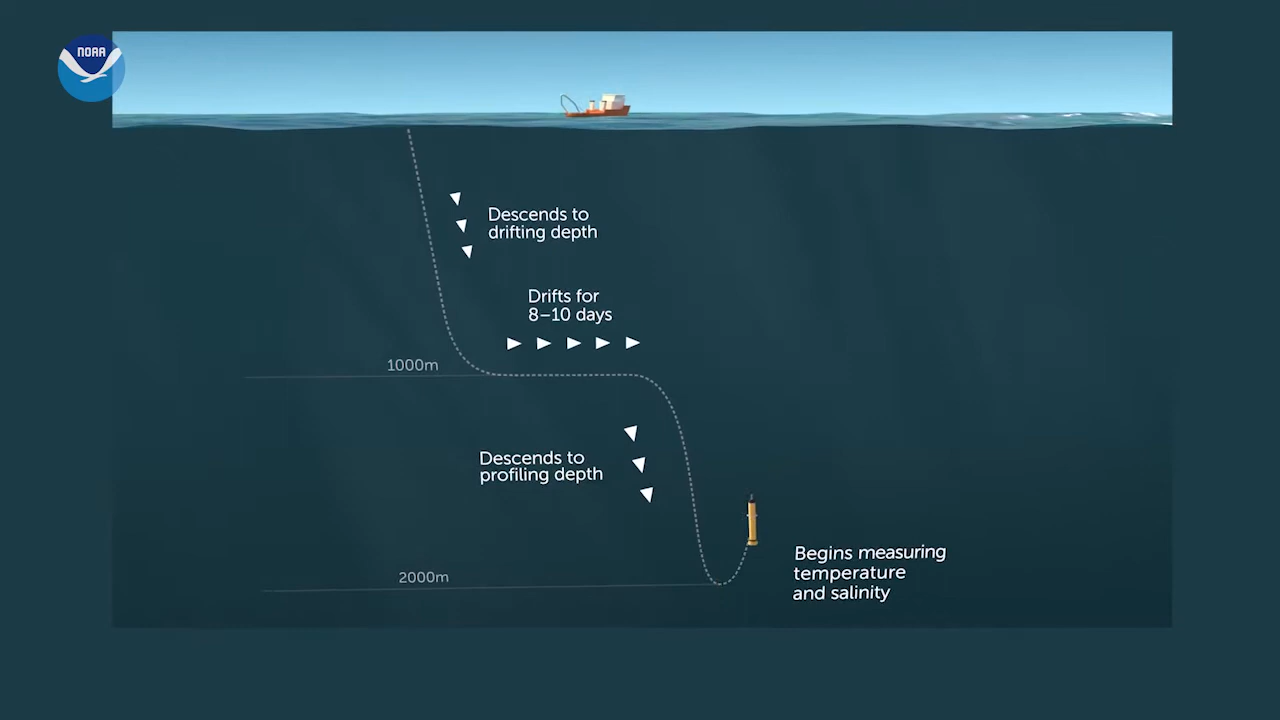 NOAA
Descends to
drifting depth
Drifts for
8–10 days
1000m
Descends to
profiling depth
2000m
Begins measuring
temperature
and salinity